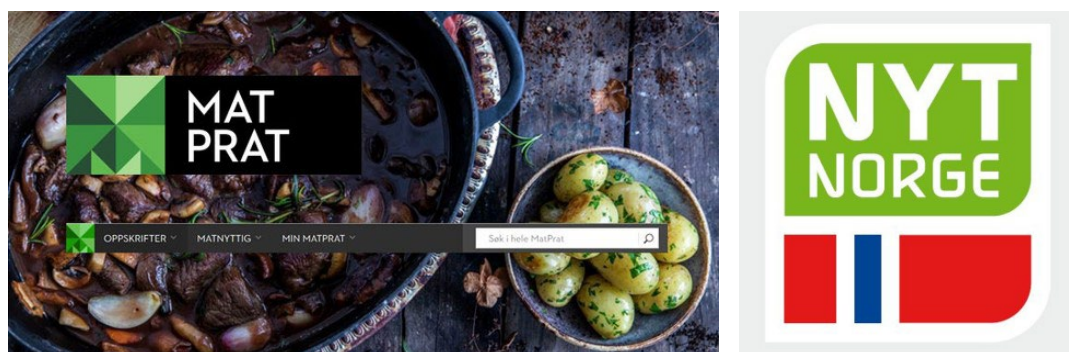 MAT
PRAT
OPPSKRIFTER
MATNYTTIG
MIN MATPRAT
Søk i hele MatPrat
NYT
NORGE